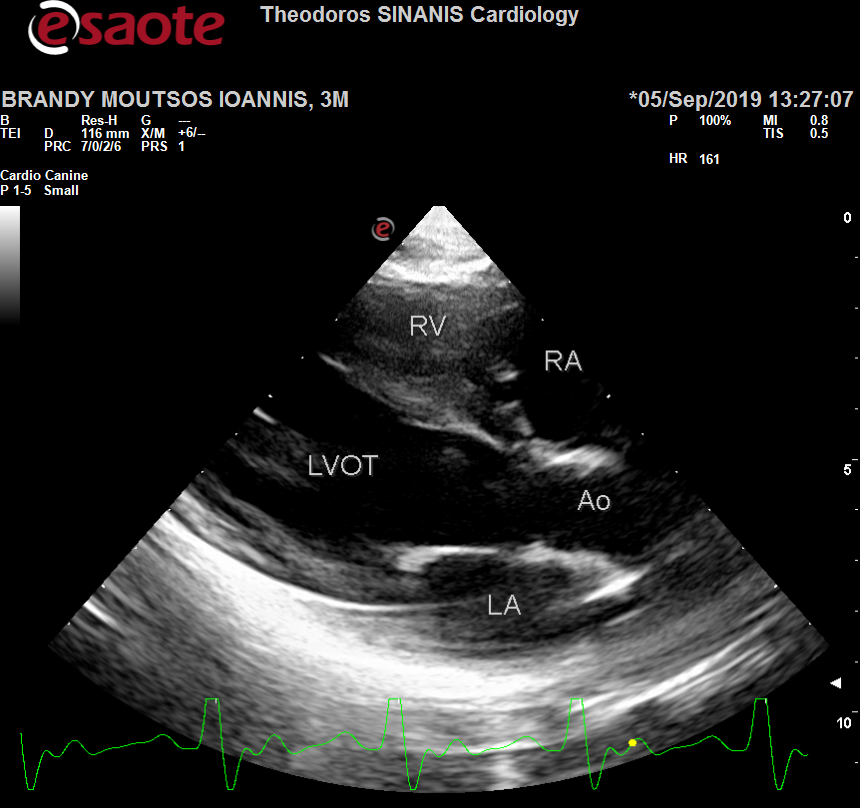 esaote
Theodoros SINANIS Cardiology
BRANDY MOUTSOS IOANNIS, 3M
*05/Sep/2019 13:27:07
B Res-H G ---
TEI D 116 mm X/M +6/--
PRC 7/0/2/6 PRS 1
P 100% MI 0.8
TIS 0.5
HR 161
Cardio Canine
P 1-5 Small
e
0
RV
RA
LVOT
5
Ao
LA
10